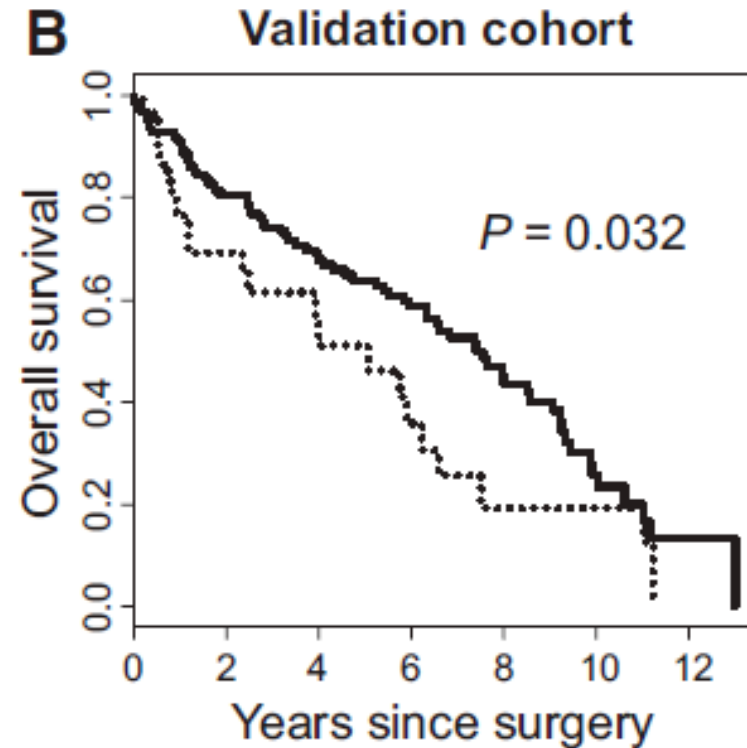 B
Validation cohort
Overall survival
1.0
0.8
0.6
0.4
0.2
0.0
P = 0.032
0 2 4 6 8 10 12
Years since surgery